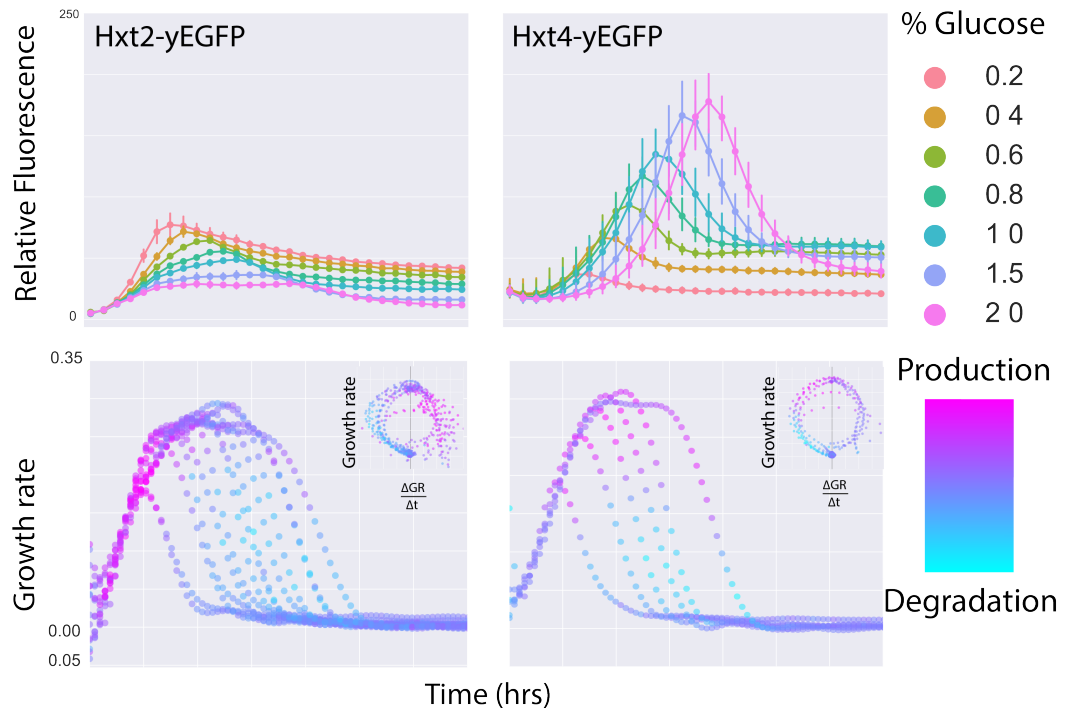 250
Hxt2-yEGFP
Hxt4-yEGFP
% Glucose
Relative Fluorescence
0.2
0 4
0.6
0.8
1 0
1.5
2 0
0
0.35
Production
Growth rate
ΔGR
Δt
Growth rate
ΔGR
Δt
Growth rate
Degradation
0.00
0.05
Time (hrs)